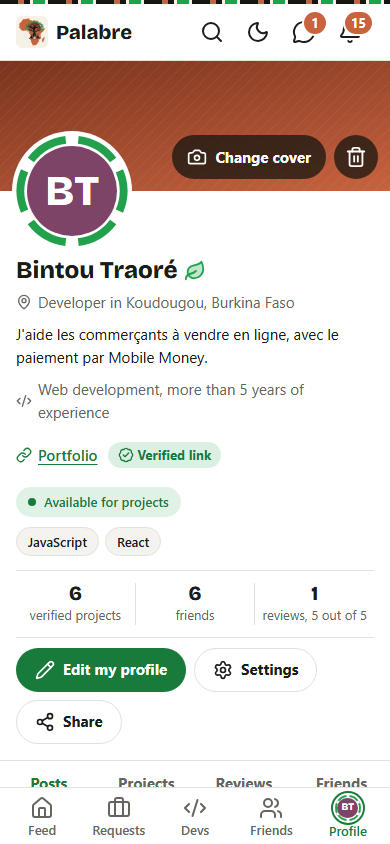 Palabre
1
15
Change cover
BT
Bintou Traoré
Developer in Koudougou, Burkina Faso
J'aide les commerçants à vendre en ligne, avec le
paiement par Mobile Money.
Web development, more than 5 years of
experience
Portfolio
Verified link
Available for projects
JavaScript
React
6
verified projects
6
friends
1
reviews, 5 out of 5
Edit my profile
Settings
Share
Posts
Projects
Reviews
Friends
Feed
Requests
Devs
Friends
BT
Profile